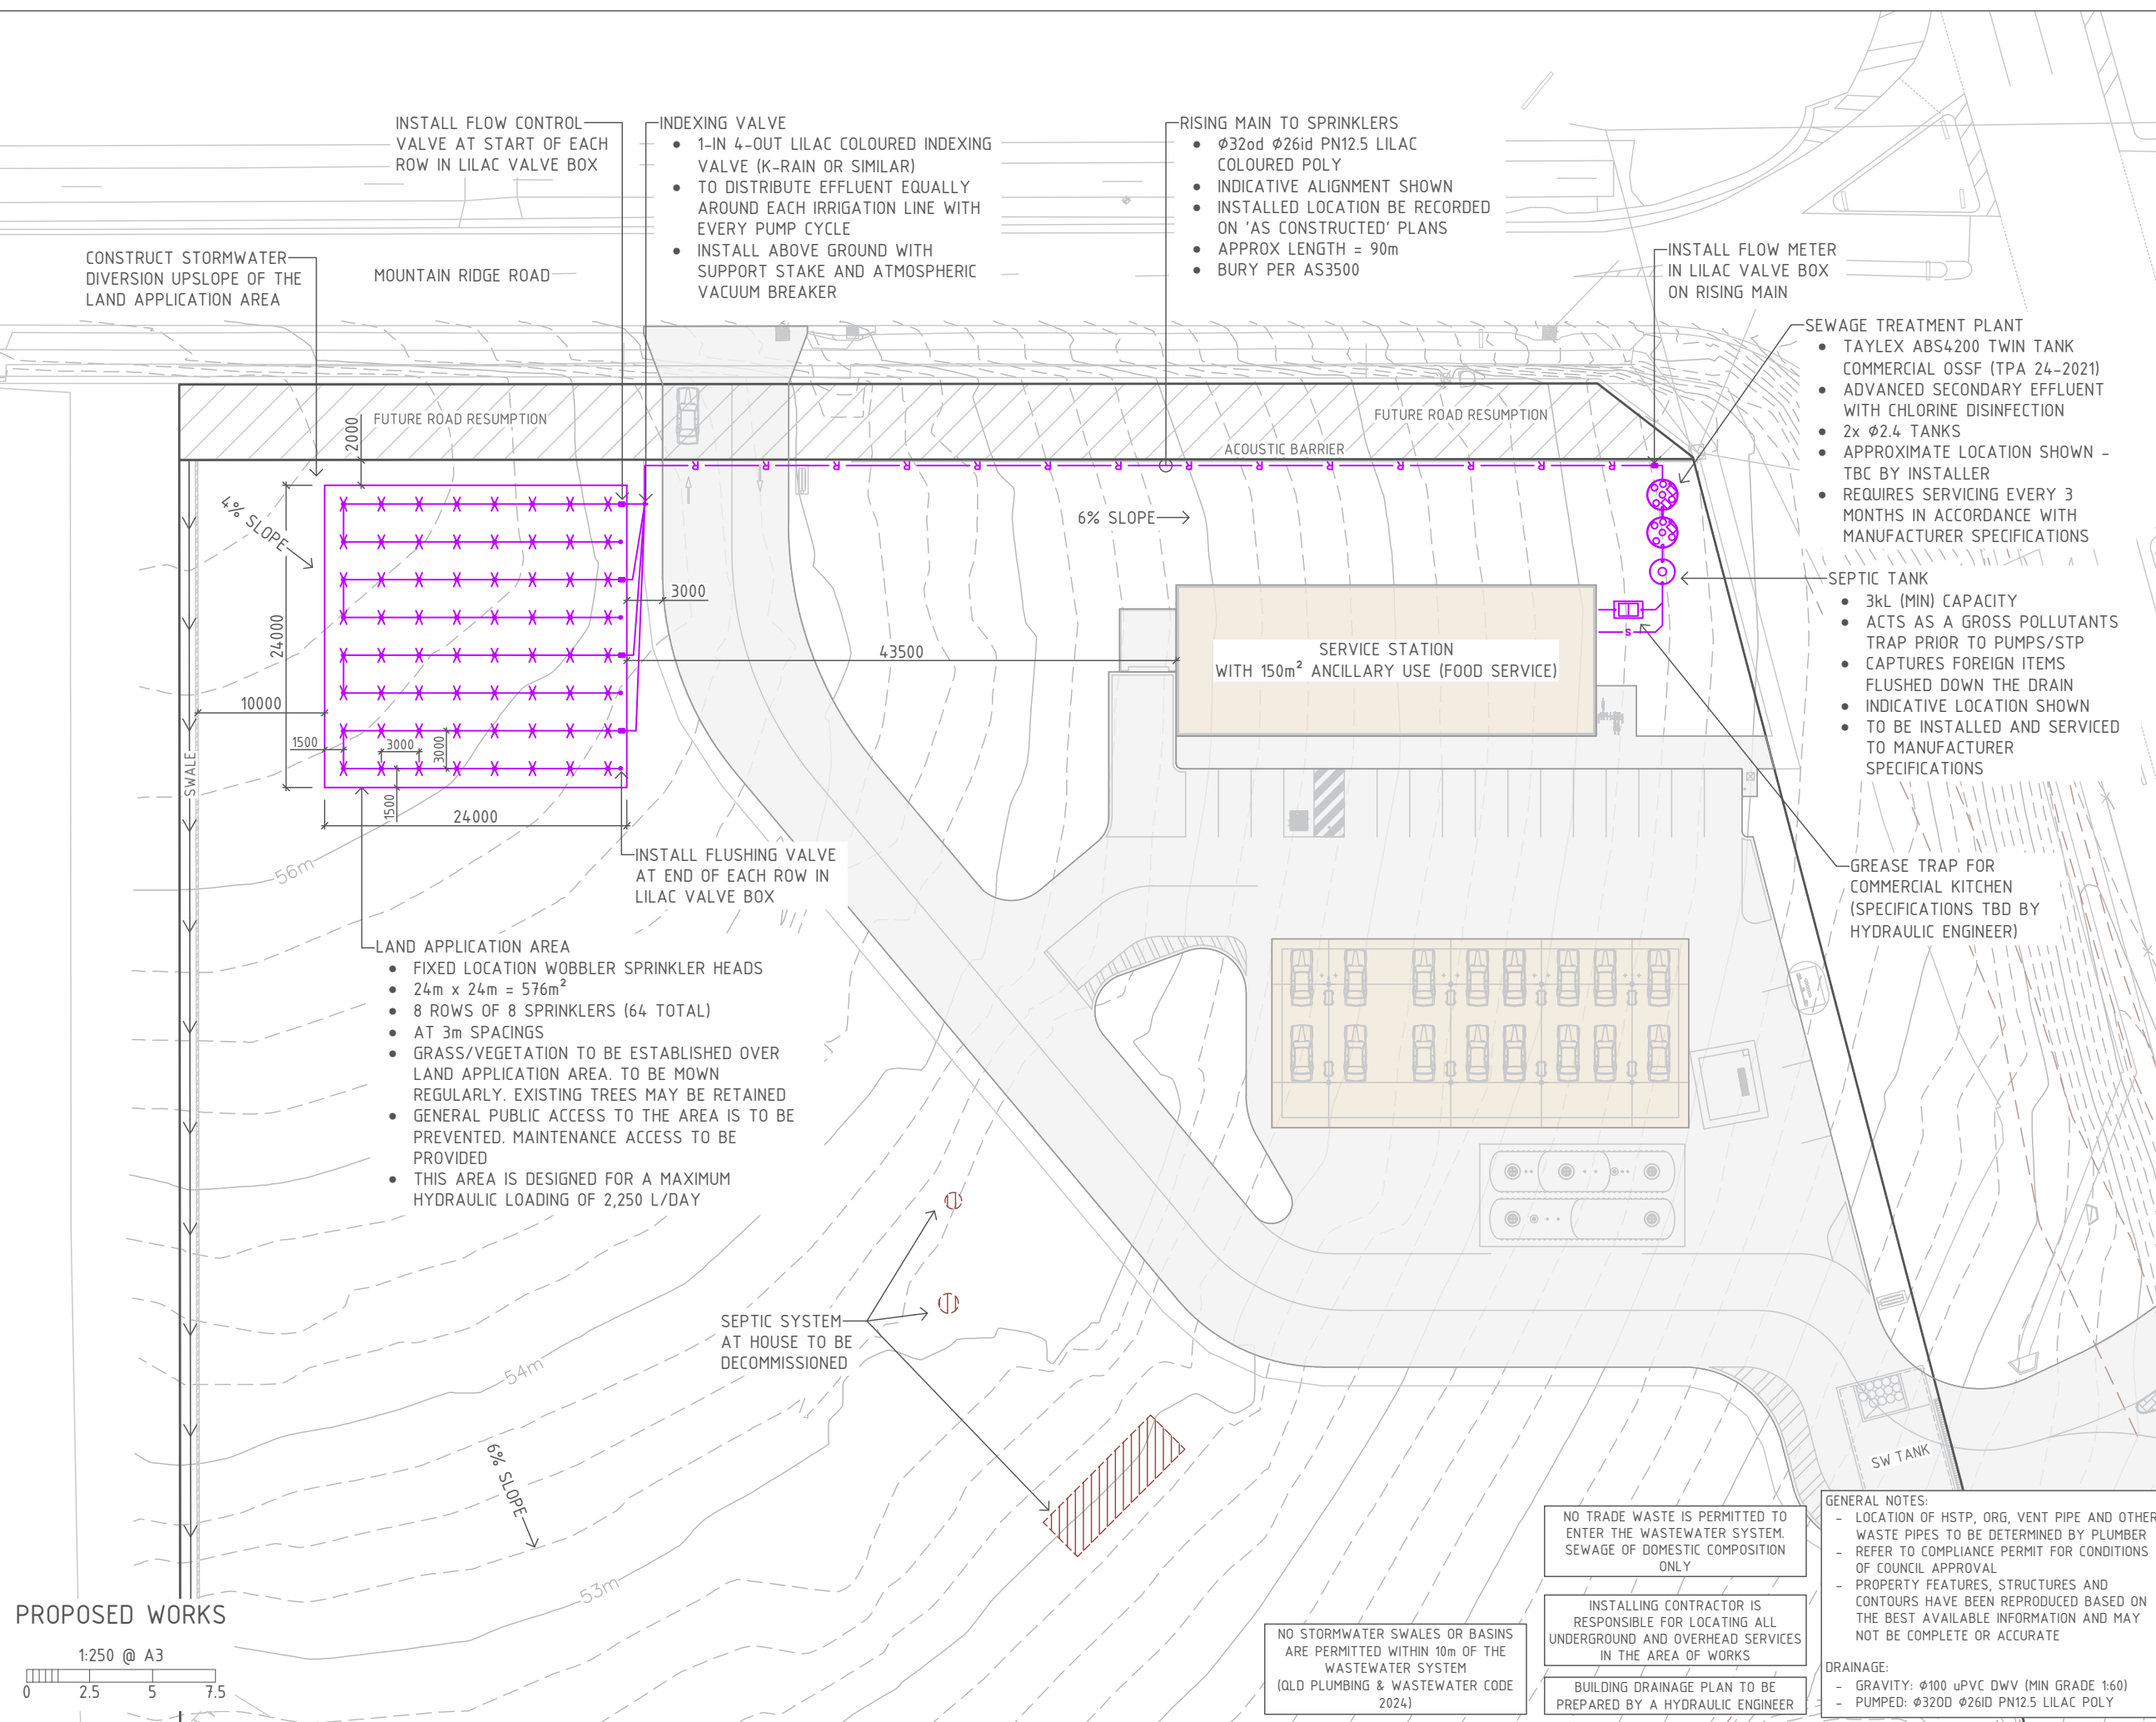 INSTALL FLOW CONTROL
VALVE AT START OF EACH
ROW IN LILAC VALVE BOX
INDEXING VALVE
• 1-IN 4-OUT LILAC COLOURED INDEXING
VALVE (K-RAIN OR SIMILAR)
• TO DISTRIBUTE EFFLUENT EQUALLY
AROUND EACH IRRIGATION LINE WITH
EVERY PUMP CYCLE
• INSTALL ABOVE GROUND WITH
SUPPORT STAKE AND ATMOSPHERIC
VACUUM BREAKER
RISING MAIN TO SPRINKLERS
• Ø32od Ø26id PN12.5 LILAC
COLOURED POLY
• INDICATIVE ALIGNMENT SHOWN
• INSTALLED LOCATION BE RECORDED
ON 'AS CONSTRUCTED' PLANS
• APPROX LENGTH = 90m
• BURY PER AS3500
CONSTRUCT STORMWATER
DIVERSION UPSLOPE OF THE
LAND APPLICATION AREA
MOUNTAIN RIDGE ROAD
INSTALL FLOW METER
IN LILAC VALVE BOX
ON RISING MAIN
SEWAGE TREATMENT PLANT
• TAYLEX ABS4200 TWIN TANK
COMMERCIAL OSSF (TPA 24-2021)
• ADVANCED SECONDARY EFFLUENT
WITH CHLORINE DISINFECTION
• 2x Ø2.4 TANKS
• APPROXIMATE LOCATION SHOWN -
TBC BY INSTALLER
• REQUIRES SERVICING EVERY 3
MONTHS IN ACCORDANCE WITH
MANUFACTURER SPECIFICATIONS
FUTURE ROAD RESUMPTION
2000
FUTURE ROAD RESUMPTION
ACOUSTIC BARRIER
R R R R R R R R R R R R R R
4% SLOPE
6% SLOPE
SEPTIC TANK
• 3kL (MIN) CAPACITY
• ACTS AS A GROSS POLLUTANTS
TRAP PRIOR TO PUMPS/STP
• CAPTURES FOREIGN ITEMS
FLUSHED DOWN THE DRAIN
• INDICATIVE LOCATION SHOWN
• TO BE INSTALLED AND SERVICED
TO MANUFACTURER
SPECIFICATIONS
3000
24000
43500
SERVICE STATION
WITH 150m² ANCILLARY USE (FOOD SERVICE)
S
10000
1500
3000
3000
1500
24000
SWALE
56m
INSTALL FLUSHING VALVE
AT END OF EACH ROW IN
LILAC VALVE BOX
GREASE TRAP FOR
COMMERCIAL KITCHEN
(SPECIFICATIONS TBD BY
HYDRAULIC ENGINEER)
LAND APPLICATION AREA
• FIXED LOCATION WOBBLER SPRINKLER HEADS
• 24m x 24m = 576m²
• 8 ROWS OF 8 SPRINKLERS (64 TOTAL)
• AT 3m SPACINGS
• GRASS/VEGETATION TO BE ESTABLISHED OVER
LAND APPLICATION AREA. TO BE MOWN
REGULARLY. EXISTING TREES MAY BE RETAINED
• GENERAL PUBLIC ACCESS TO THE AREA IS TO BE
PREVENTED. MAINTENANCE ACCESS TO BE
PROVIDED
• THIS AREA IS DESIGNED FOR A MAXIMUM
HYDRAULIC LOADING OF 2,250 L/DAY
SEPTIC SYSTEM
AT HOUSE TO BE
DECOMMISSIONED
54m
6% SLOPE
53m
SW TANK
PROPOSED WORKS
1:250 @ A3
0 2.5 5 7.5
NO STORMWATER SWALES OR BASINS
ARE PERMITTED WITHIN 10m OF THE
WASTEWATER SYSTEM
(QLD PLUMBING & WASTEWATER CODE
2024)
NO TRADE WASTE IS PERMITTED TO
ENTER THE WASTEWATER SYSTEM.
SEWAGE OF DOMESTIC COMPOSITION
ONLY
INSTALLING CONTRACTOR IS
RESPONSIBLE FOR LOCATING ALL
UNDERGROUND AND OVERHEAD SERVICES
IN THE AREA OF WORKS
BUILDING DRAINAGE PLAN TO BE
PREPARED BY A HYDRAULIC ENGINEER
GENERAL NOTES:
- LOCATION OF HSTP, ORG, VENT PIPE AND OTHER
WASTE PIPES TO BE DETERMINED BY PLUMBER
- REFER TO COMPLIANCE PERMIT FOR CONDITIONS
OF COUNCIL APPROVAL
- PROPERTY FEATURES, STRUCTURES AND
CONTOURS HAVE BEEN REPRODUCED BASED ON
THE BEST AVAILABLE INFORMATION AND MAY
NOT BE COMPLETE OR ACCURATE
DRAINAGE:
- GRAVITY: Ø100 uPVC DWV (MIN GRADE 1:60)
- PUMPED: Ø32OD Ø26ID PN12.5 LILAC POLY